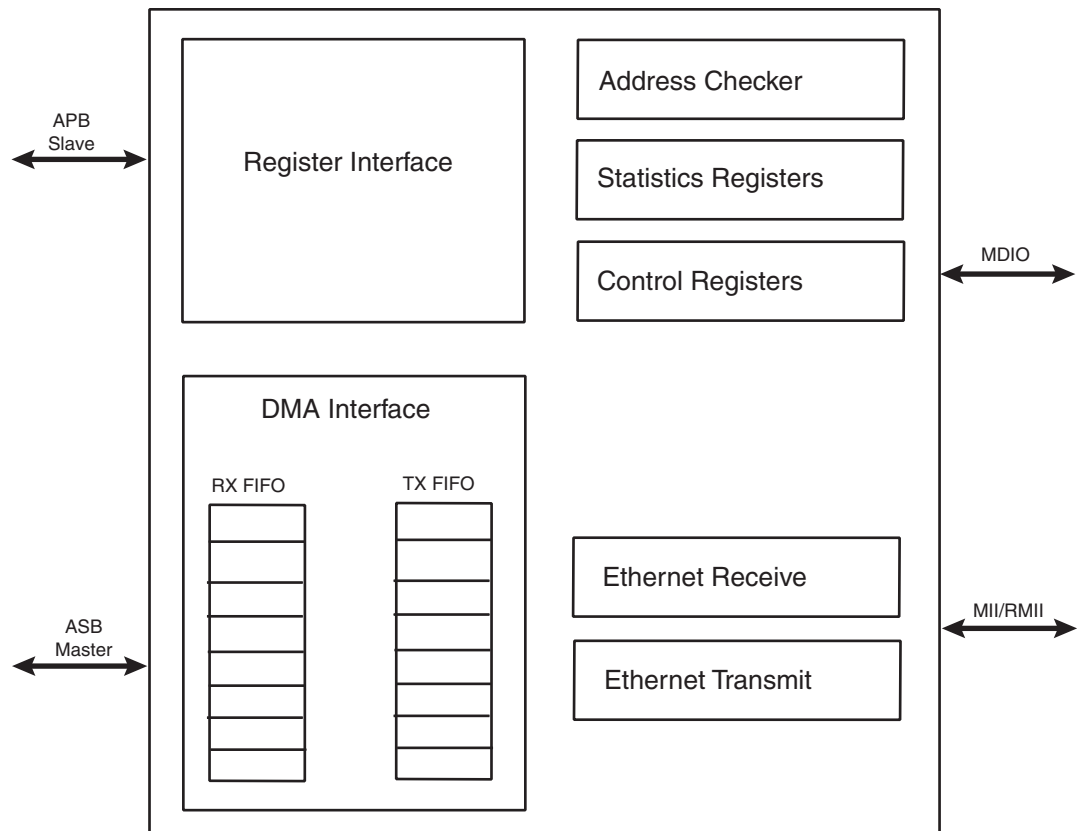 APB
Slave
Register Interface
Address Checker
Statistics Registers
Control Registers
MDIO
DMA Interface
RX FIFO
TX FIFO
ASB
Master
Ethernet Receive
Ethernet Transmit
MII/RMII